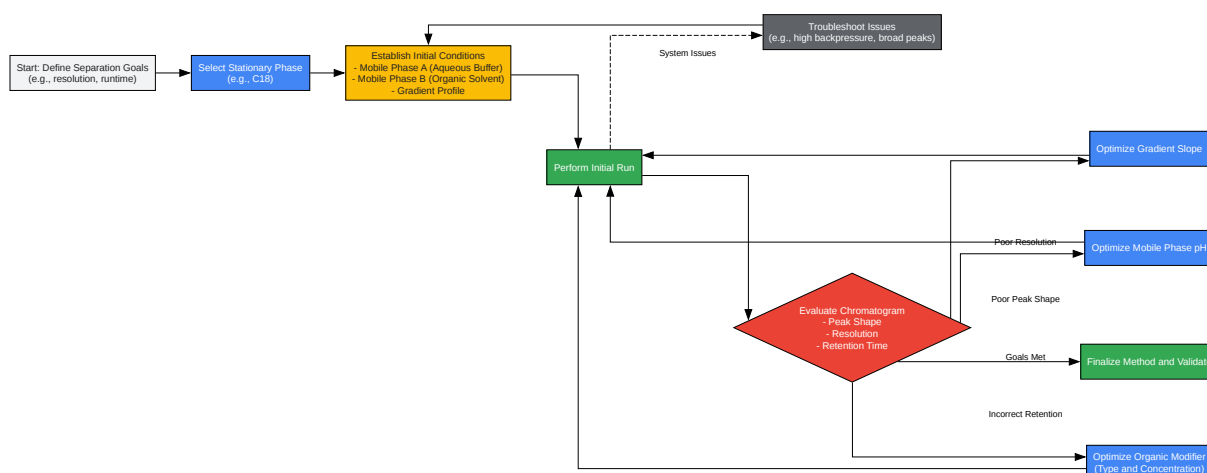 Troubleshoot Issues
(e.g., high backpressure, broad peaks)
System Issues
Start: Define Separation Goals
(e.g., resolution, runtime)
Select Stationary Phase
(e.g., C18)
Establish Initial Conditions
- Mobile Phase A (Aqueous Buffer)
- Mobile Phase B (Organic Solvent)
- Gradient Profile
Perform Initial Run
Optimize Gradient Slope
Poor Resolution
Optimize Mobile Phase pH
Poor Peak Shape
Evaluate Chromatogram
- Peak Shape
- Resolution
- Retention Time
Goals Met
Finalize Method and Validat
Incorrect Retention
Optimize Organic Modifier
(Type and Concentration)